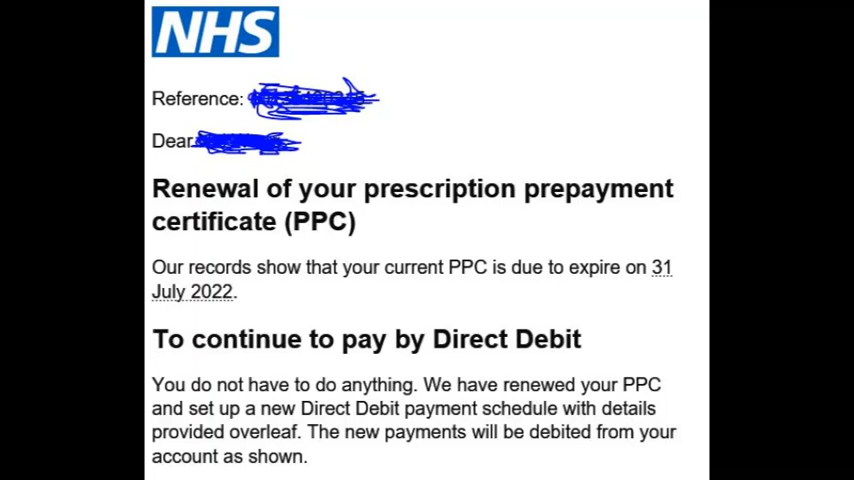 NHS
Reference:
Dear
Renewal of your prescription prepayment
certificate (PPC)
Our records show that your current PPC is due to expire on 31
July 2022.
To continue to pay by Direct Debit
You do not have to do anything. We have renewed your PPC
and set up a new Direct Debit payment schedule with details
provided overleaf. The new payments will be debited from your
account as shown.